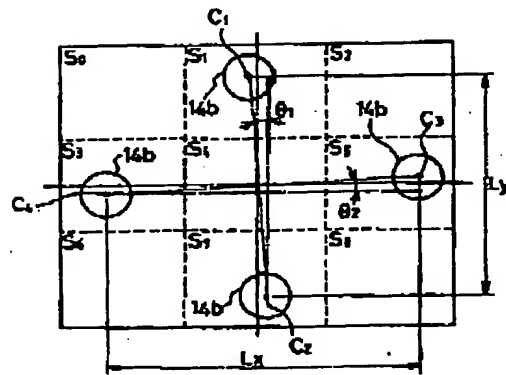 C1
S0 S1 S2
14b θ1
S3 S4 S5 14b C3
14b
C4 θ2 Ly
S6 S7 S8
14b
C2
Lx